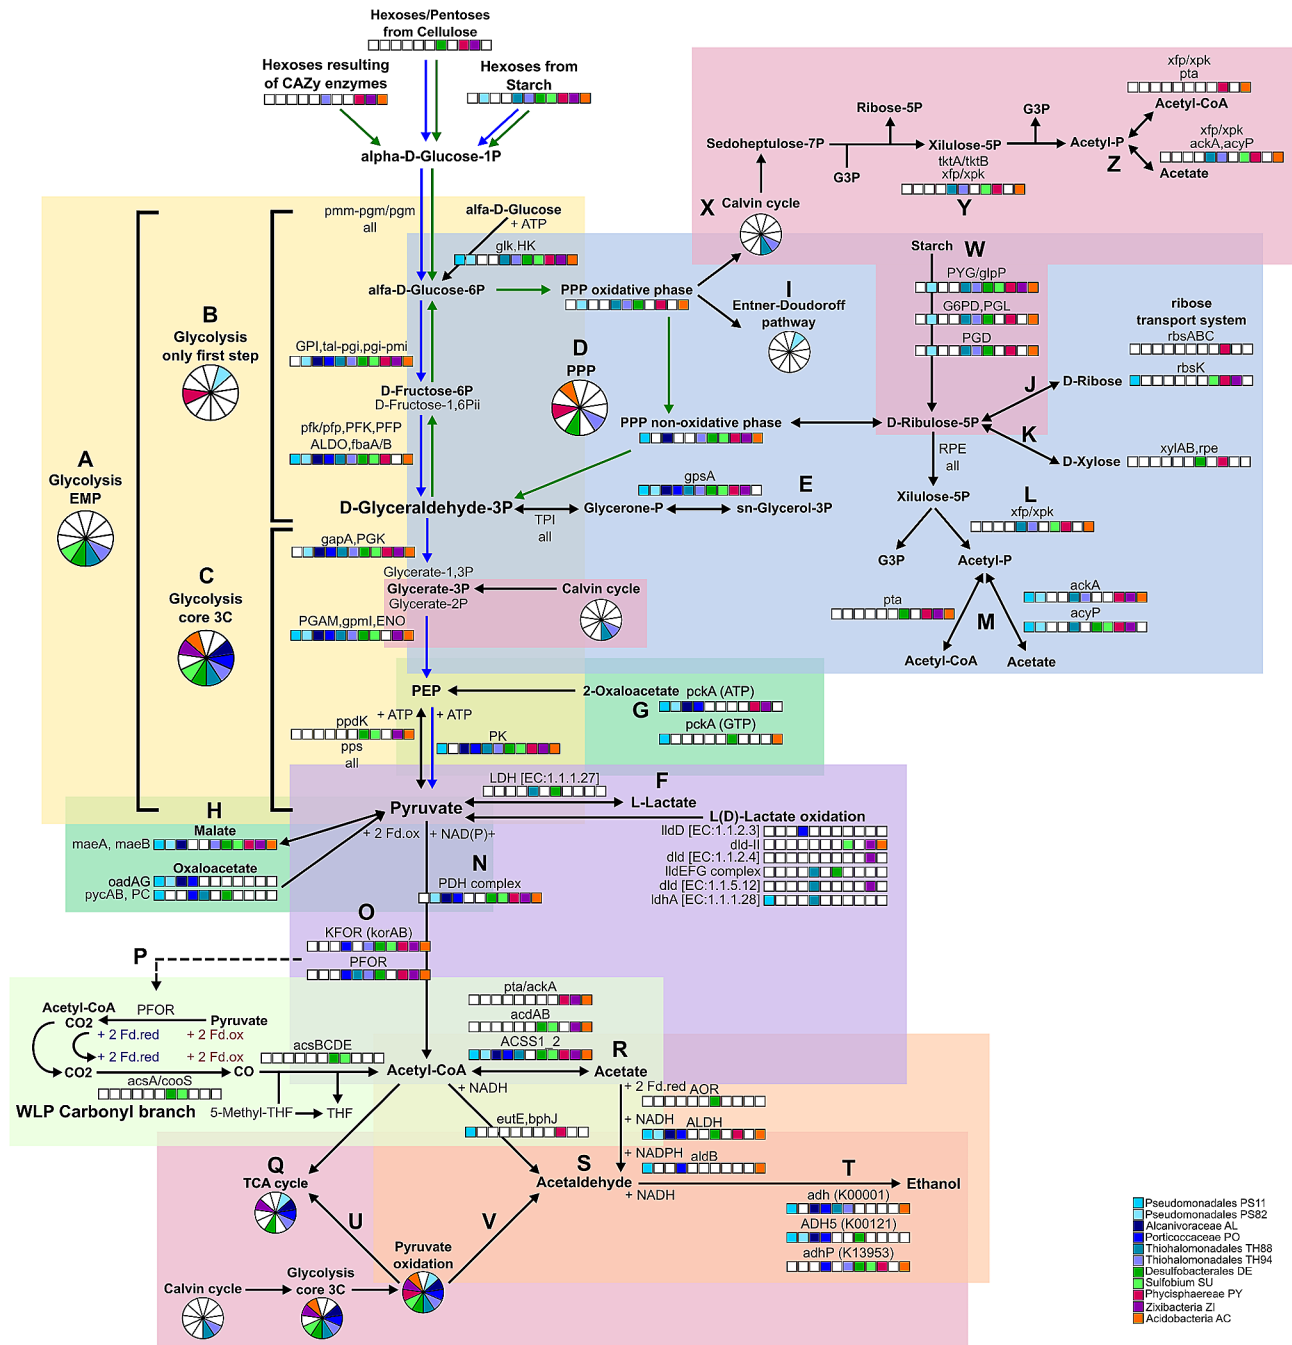 Hexoses/Pentoses
from Cellulose
Hexoses resulting
of CAZy enzymes
Hexoses from
Starch
alpha-D-Glucose-1P
xfp/xpk
pta
Acetyl-CoA
Ribose-5P
G3P
Sedoheptulose-7P
Xilulose-5P
Acetyl-P
xfp/xpk
ackA,acyP
Z
Acetate
G3P
tktA/tktB
xfp/xpk
X
Calvin cycle
Y
pmm-pgm/pgm
all
alfa-D-Glucose
+ ATP
glk,HK
Starch
W
PYG/glpP
alfa-D-Glucose-6P
PPP oxidative phase
I
Entner-Doudoroff
pathway
G6PD,PGL
PGD
ribose
transport system
rbsABC
rbsK
B
Glycolysis
only first step
GPI,tal-pgi,pgi-pmi
D
PPP
D-Fructose-6P
D-Fructose-1,6Pii
J
D-Ribose
pfk/pfp,PFK,PFP
ALDO,fbaA/B
PPP non-oxidative phase
D-Ribulose-5P
K
RPE
all
xylAB,rpe
D-Xylose
A
Glycolysis
EMP
gpsA
E
Xilulose-5P
L
xfp/xpk
D-Glyceraldehyde-3P
TPI
all
Glycerone-P
sn-Glycerol-3P
gapA,PGK
G3P
Acetyl-P
C
Glycolysis
core 3C
Glycerate-1,3P
Glycerate-3P
Glycerate-2P
Calvin cycle
ackA
pta
acyP
M
PGAM,gpmI,ENO
Acetyl-CoA
Acetate
PEP
2-Oxaloacetate
pckA (ATP)
G
pckA (GTP)
+ ATP
+ ATP
ppdK
pps
all
PK
LDH [EC:1.1.1.27]
F
L-Lactate
H
Pyruvate
L(D)-Lactate oxidation
Malate
maeA, maeB
+ 2 Fd.ox
+ NAD(P)+
lldD [EC:1.1.2.3]
dld-II
dld [EC:1.1.2.4]
lldEFG complex
dld [EC:1.1.5.12]
ldhA [EC:1.1.1.28]
Oxaloacetate
oadAG
pycAB, PC
N
PDH complex
O
KFOR (korAB)
PFOR
P
pta/ackA
acdAB
ACSS1_2
Acetyl-CoA
CO2
PFOR
Pyruvate
+ 2 Fd.red
+ 2 Fd.ox
+ 2 Fd.red
+ 2 Fd.ox
CO2
CO
acsBCDE
acsA/cooS
WLP Carbonyl branch
5-Methyl-THF
THF
Acetyl-CoA
R
Acetate
+ NADH
+ 2 Fd.red
AOR
eutE,bphJ
+ NADH
ALDH
+ NADPH
aldB
Q
TCA cycle
S
Acetaldehyde
+ NADH
T
Ethanol
adh (K00001)
ADH5 (K00121)
adhP (K13953)
U
V
Pyruvate
oxidation
Calvin cycle
Glycolysis
core 3C
Pseudomonadales PS11
Pseudomonadales PS82
Alcanivoraceae AL
Porticoccaceae PO
Thiohalomonadales TH88
Thiohalomonadales TH94
Desulfobacterales DE
Sulfobium SU
Phycisphaereae PY
Zixibacteria ZI
Acidobacteria AC